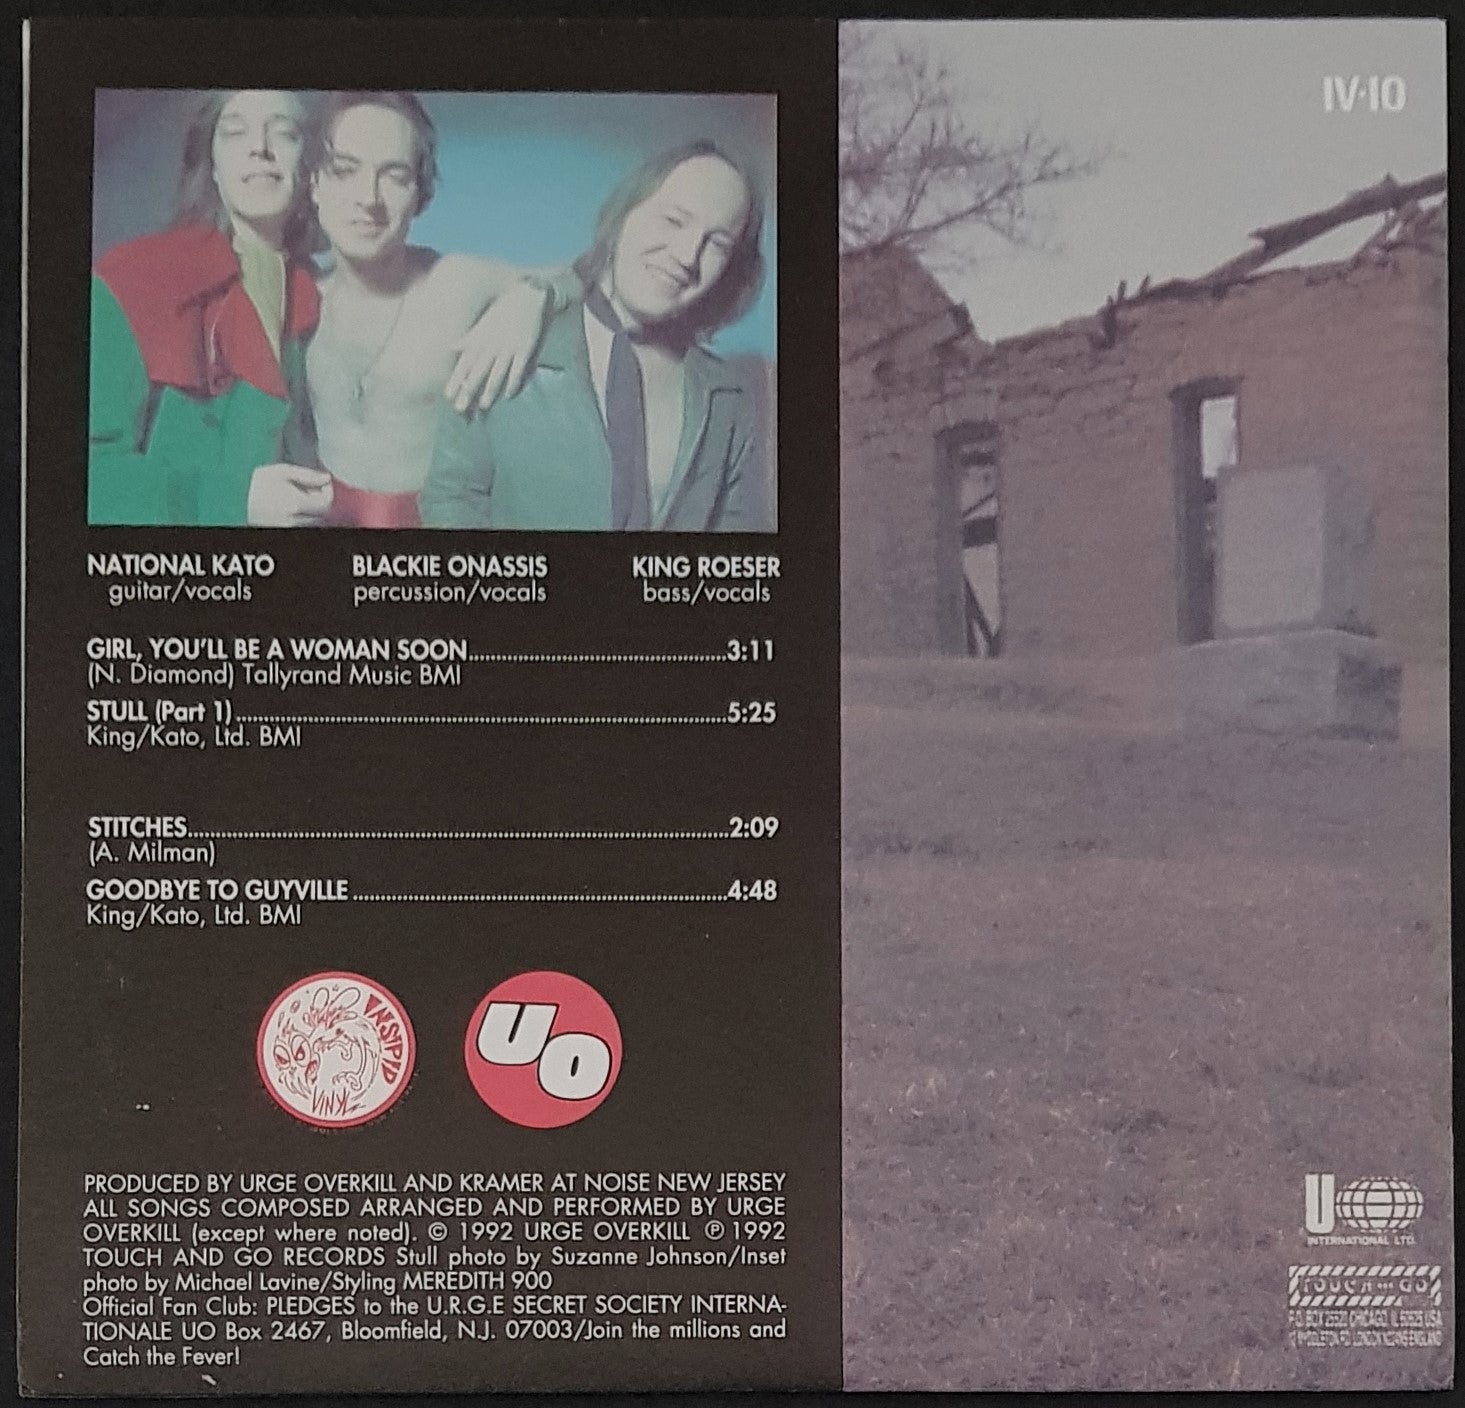 IV·10
NATIONAL KATO
guitar/vocals
BLACKIE ONASSIS
percussion/vocals
KING ROESER
bass/vocals
GIRL, YOU'LL BE A WOMAN SOON..........3:11
(N. Diamond) Tallyrand Music BMI
STULL (Part 1)..........5:25
King/Kato, Ltd. BMI
STITCHES..........2:09
(A. Milman)
GOODBYE TO GUYVILLE..........4:48
King/Kato, Ltd. BMI
INSIPID
VINYL
UO
PRODUCED BY URGE OVERKILL AND KRAMER AT NOISE NEW JERSEY
ALL SONGS COMPOSED ARRANGED AND PERFORMED BY URGE
OVERKILL (except where noted). © 1992 URGE OVERKILL ℗ 1992
TOUCH AND GO RECORDS Stull photo by Suzanne Johnson/Inset
photo by Michael Lavine/Styling MEREDITH 900
Official Fan Club: PLEDGES to the U.R.G.E SECRET SOCIETY INTERNA-
TIONALE UO Box 2467, Bloomfield, N.J. 07003/Join the millions and
Catch the Fever!
U
INTERNATIONAL LTD.
TOUCH AND GO
P.O. BOX 25520 CHICAGO, IL 60625 USA